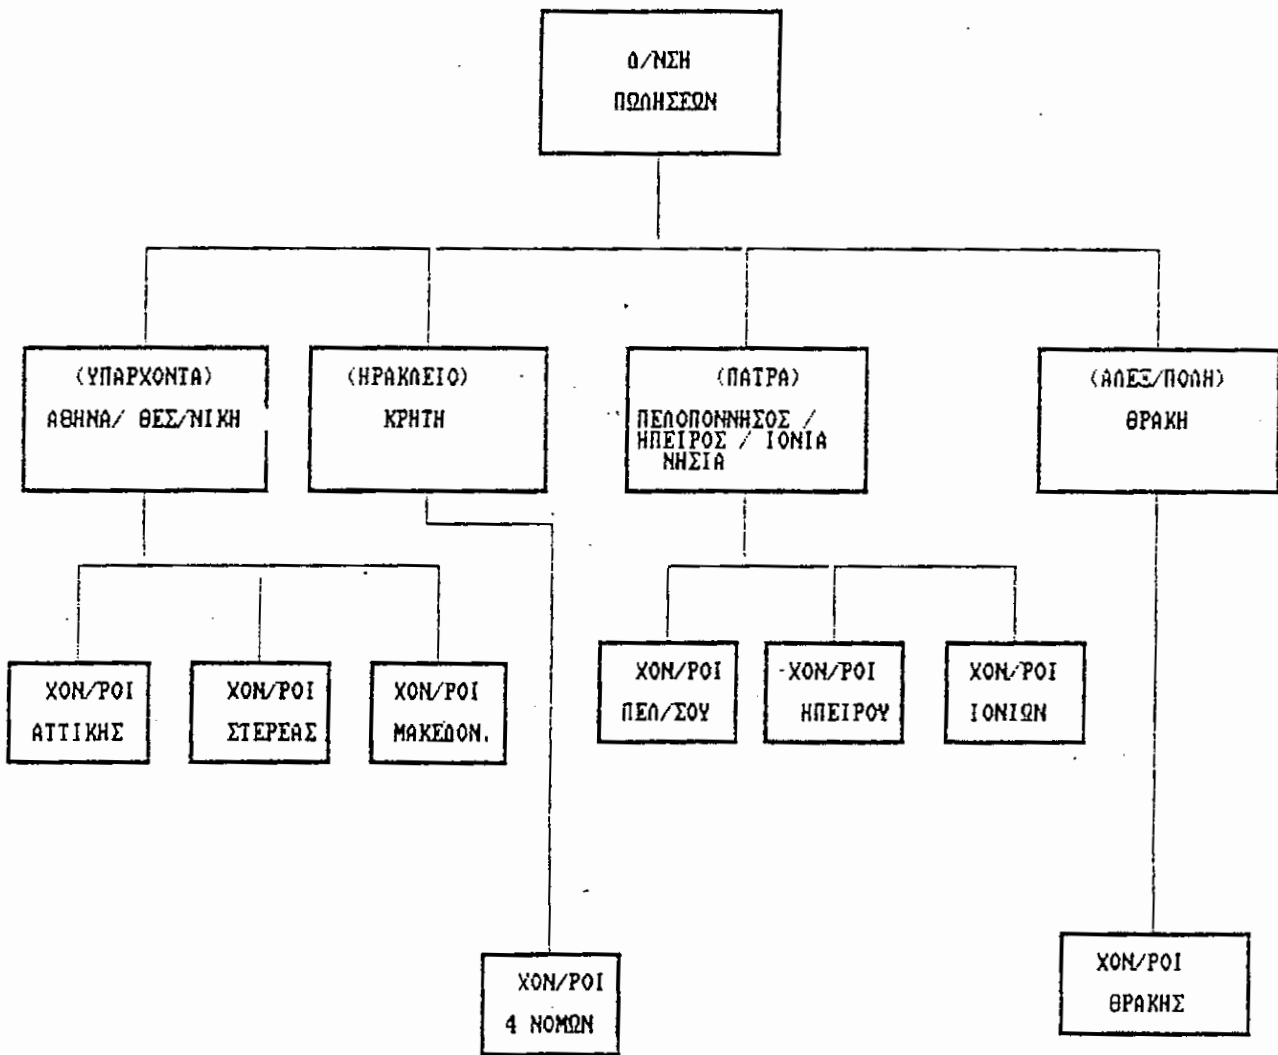 Δ/ΝΣΗ
ΠΩΛΗΣΕΩΝ
(ΥΠΑΡΧΟΝΤΑ)
ΑΘΗΝΑ/ ΘΕΣ/ΝΙΚΗ
(ΗΡΑΚΛΕΙΟ)
ΚΡΗΤΗ
(ΠΑΤΡΑ)
ΠΕΛΟΠΟΝΝΗΣΟΣ /
ΗΠΕΙΡΟΣ / ΙΟΝΙΑ
ΝΗΣΙΑ
(ΑΛΕΞ/ΠΟΛΗ)
ΘΡΑΚΗ
ΧΟΝ/ΡΟΙ
ΑΤΤΙΚΗΣ
ΧΟΝ/ΡΟΙ
ΣΤΕΡΕΑΣ
ΧΟΝ/ΡΟΙ
ΜΑΚΕΔΟΝ.
ΧΟΝ/ΡΟΙ
ΠΕΛ/ΣΟΥ
ΧΟΝ/ΡΟΙ
ΗΠΕΙΡΟΥ
ΧΟΝ/ΡΟΙ
ΙΟΝΙΩΝ
ΧΟΝ/ΡΟΙ
4 ΝΟΜΩΝ
ΧΟΝ/ΡΟΙ
ΘΡΑΚΗΣ